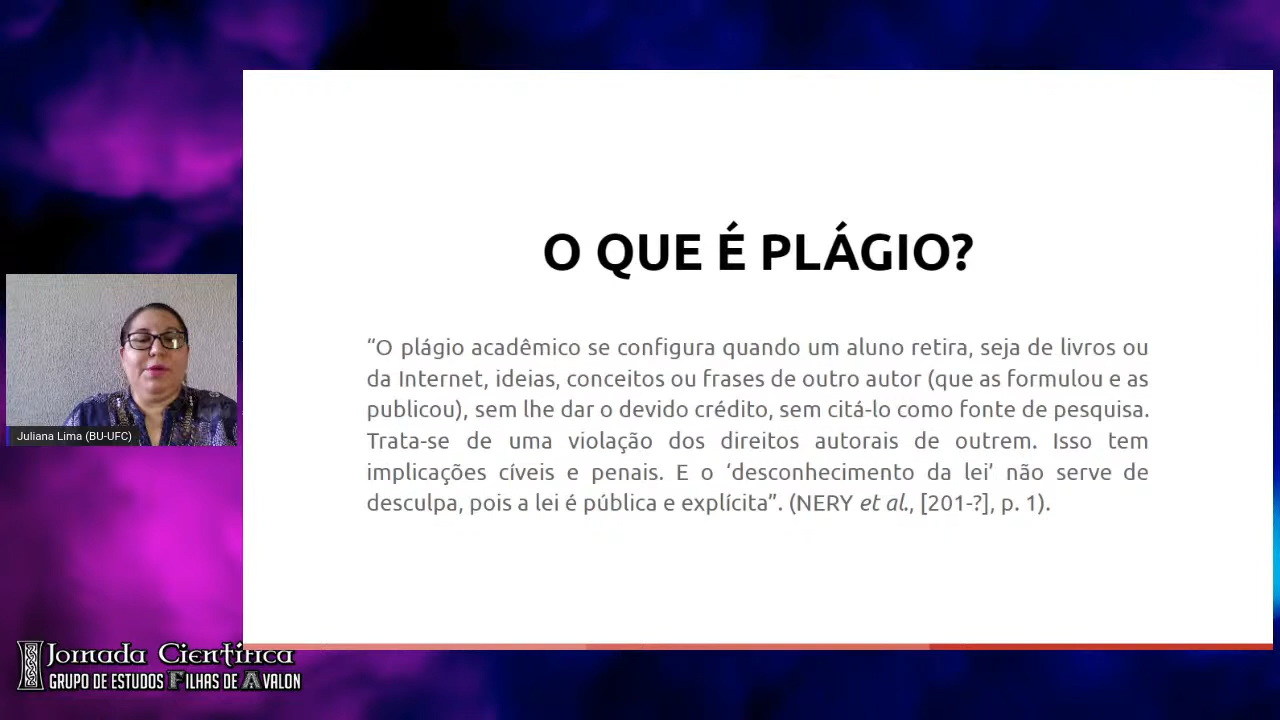 O QUE É PLÁGIO?
“O plágio acadêmico se configura quando um aluno retira, seja de livros ou
da Internet, ideias, conceitos ou frases de outro autor (que as formulou e as
publicou), sem lhe dar o devido crédito, sem citá-lo como fonte de pesquisa.
Trata-se de uma violação dos direitos autorais de outrem. Isso tem
implicações cíveis e penais. E o ‘desconhecimento da lei’ não serve de
desculpa, pois a lei é pública e explícita”. (NERY et al., [201-?], p. 1).
Juliana Lima (BU-UFC)
Jornada Científica
GRUPO DE ESTUDOS FILHAS DE AVALON